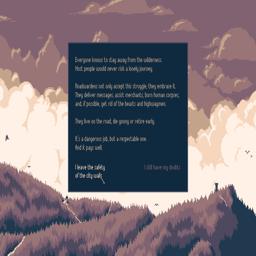 Everyone knows to stay away from the wilderness.
Most people would never risk a lonely journey.
Roadwardens not only accept this struggle, they embrace it.
They deliver messages, assist merchants, burn human corpses,
and, if possible, get rid of the beasts and highwaymen.
They live on the road, die young or retire early.
It's a dangerous job, but a respectable one.
And it pays well.
I leave the safety
of the city walls.
I still have my doubts.